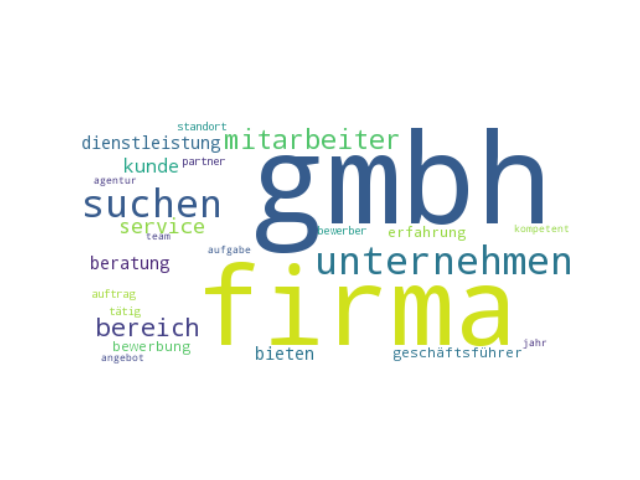 standort
dienstleistung
mitarbeiter
gmbh
kunde
partner
agentur
suchen
service
bewerber
erfahrung
kompetent
team
aufgabe
beratung
unternehmen
firma
auftrag
tätig
bereich
bewerbung
bieten
geschäftsführer
jahr
angebot